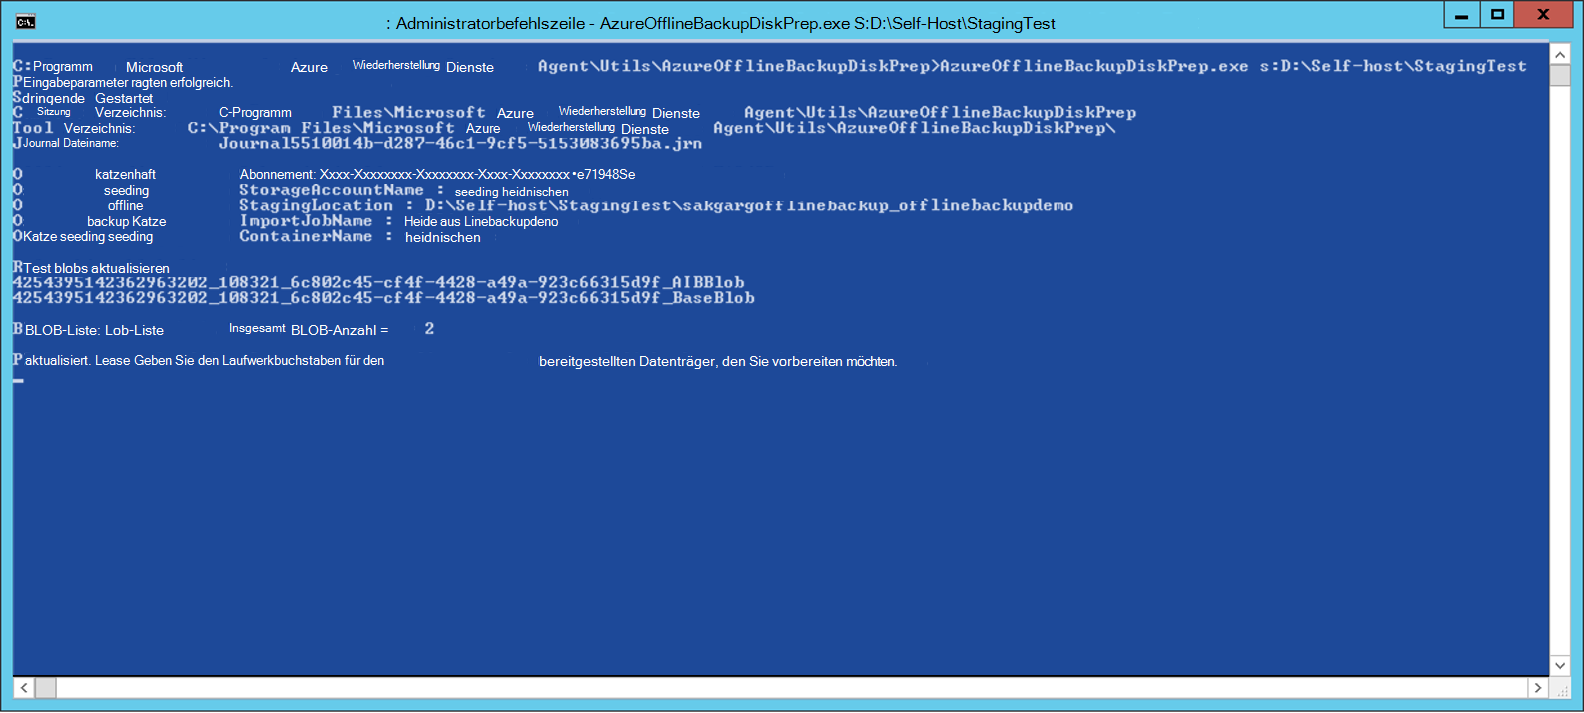 : Administratorbefehlszeile - AzureOfflineBackupDiskPrep.exe S:D:\Self-Host\StagingTest
C:Programm Microsoft Azure Wiederherstellung Dienste Agent\Utils\AzureOfflineBackupDiskPrep>AzureOfflineBackupDiskPrep.exe s:D:\Self-host\StagingTest
PEingabeparameter ragten erfolgreich.
Sdringende Gestartet
C Sitzung Verzeichnis: C-Programm Files\Microsoft Azure Wiederherstellung Dienste Agent\Utils\AzureOfflineBackupDiskPrep
Tool Verzeichnis: C:\Program Files\Microsoft Azure Wiederherstellung Dienste Agent\Utils\AzureOfflineBackupDiskPrep\
JJournal Dateiname: Journal5510014b-d287-46c1-9cf5-5153083695ba.jrn
O katzenhaft Abonnement: Xxxx-Xxxxxxxx-Xxxxxxxx-Xxxx-Xxxxxxxx•e71948Se
O seeding StorageAccountName : seeding heidnischen
O offline StagingLocation : D:\Self-host\StagingTest\sakgargofflinebackup_offlinebackupdemo
O backup Katze ImportJobName : Heide aus Linebackupdeno
OKatze seeding seeding ContainerName : heidnischen
RTest blobs aktualisieren
4254395142362963202_108321_6c802c45-cf4f-4428-a49a-923c66315d9f_AIBBlob
4254395142362963202_108321_6c802c45-cf4f-4428-a49a-923c66315d9f_BaseBlob
B BLOB-Liste: Lob-Liste Insgesamt BLOB-Anzahl = 2
P aktualisiert. Lease Geben Sie den Laufwerkbuchstaben für den bereitgestellten Datenträger, den Sie vorbereiten möchten.